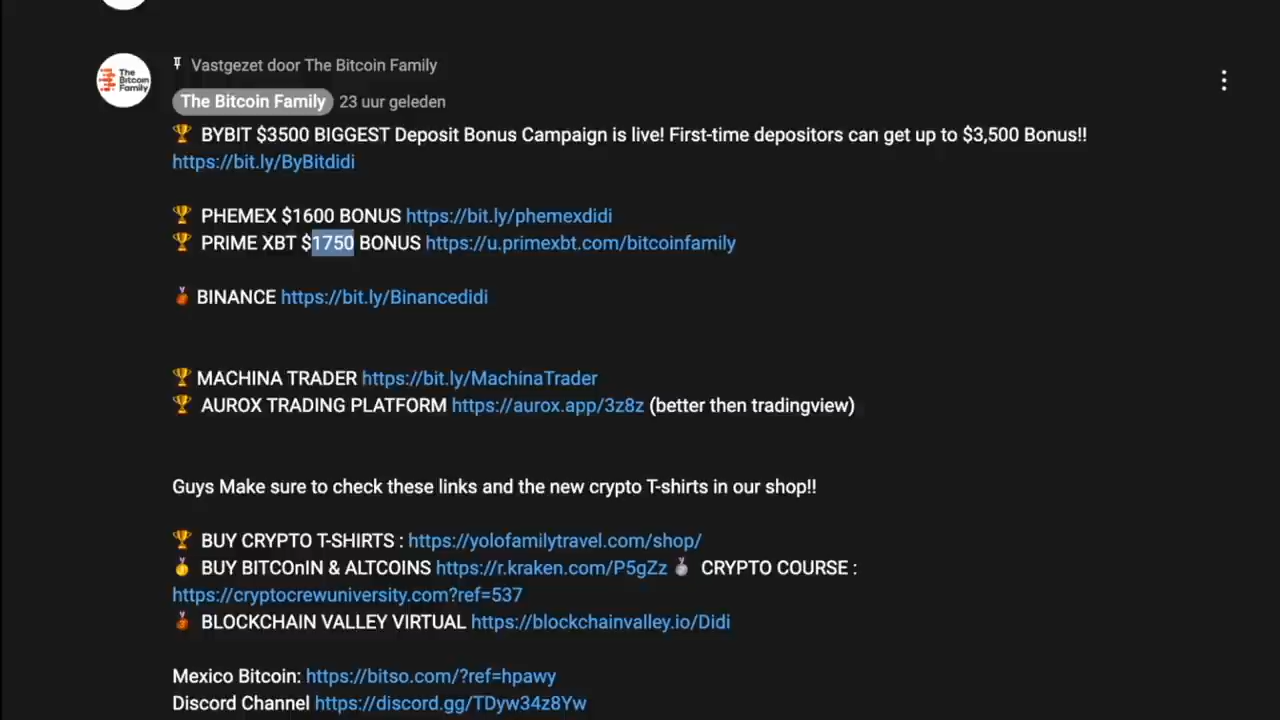 Vastgezet door The Bitcoin Family
The Bitcoin Family
The Bitcoin Family 23 uur geleden
🏆 BYBIT $3500 BIGGEST Deposit Bonus Campaign is live! First-time depositors can get up to $3,500 Bonus!!
https://bit.ly/ByBitdidi
🏆 PHEMEX $1600 BONUS https://bit.ly/phemexdidi
🏆 PRIME XBT $1750 BONUS https://u.primexbt.com/bitcoinfamily
BINANCE https://bit.ly/Binancedidi
🏆 MACHINA TRADER https://bit.ly/MachinaTrader
🏆 AUROX TRADING PLATFORM https://aurox.app/3z8z (better then tradingview)
Guys Make sure to check these links and the new crypto T-shirts in our shop!!
🏆 BUY CRYPTO T-SHIRTS : https://yolofamilytravel.com/shop/
🥇 BUY BITCOnIN & ALTCOINS https://r.kraken.com/P5gZz 🥈 CRYPTO COURSE :
https://cryptocrewuniversity.com?ref=537
🥉 BLOCKCHAIN VALLEY VIRTUAL https://blockchainvalley.io/Didi
Mexico Bitcoin: https://bitso.com/?ref=hpawy
Discord Channel https://discord.gg/TDyw34z8Yw